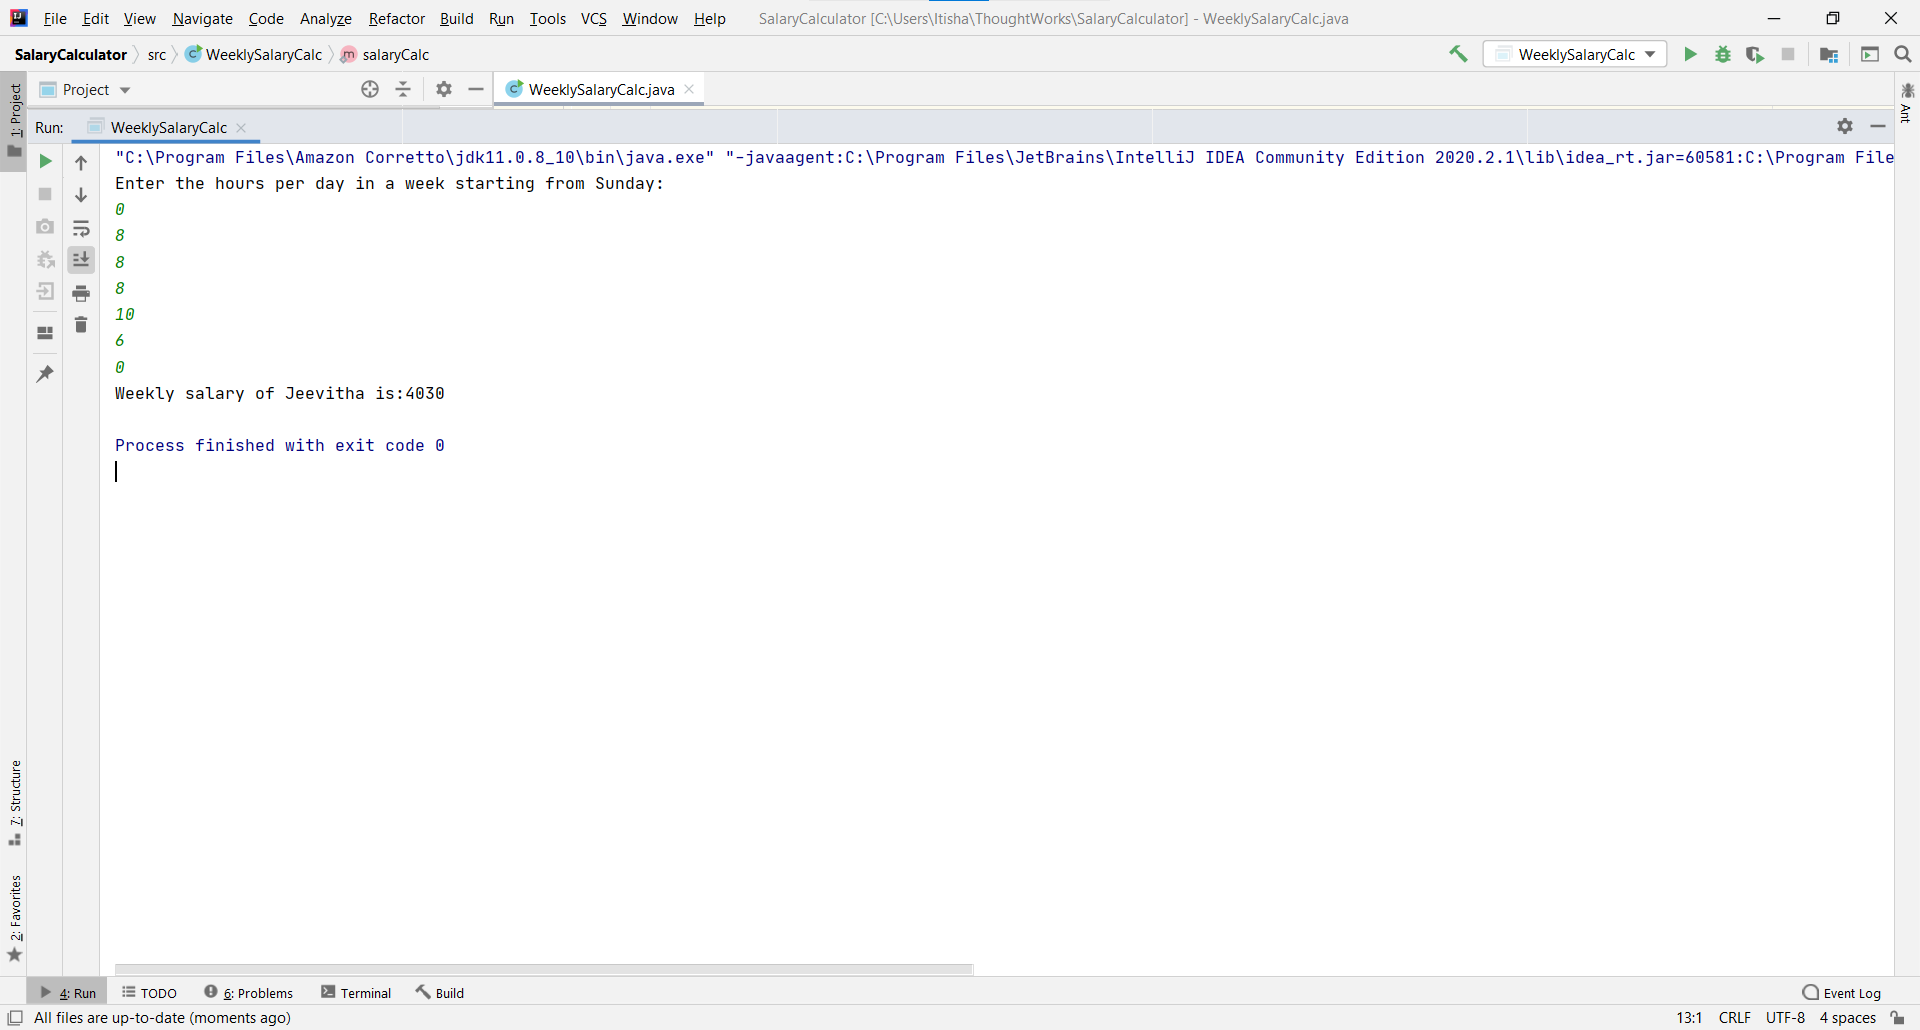 File Edit View Navigate Code Analyze Refactor Build Run Tools VCS Window Help SalaryCalculator [C:\Users\Itisha\ThoughtWorks\SalaryCalculator] - WeeklySalaryCalc.java
SalaryCalculator src WeeklySalaryCalc salaryCalc WeeklySalaryCalc
Project WeeklySalaryCalc.java
Run: WeeklySalaryCalc
"C:\Program Files\Amazon Corretto\jdk11.0.8_10\bin\java.exe" "-javaagent:C:\Program Files\JetBrains\IntelliJ IDEA Community Edition 2020.2.1\lib\idea_rt.jar=60581:C:\Program File
Enter the hours per day in a week starting from Sunday:
0
8
8
8
10
6
0
Weekly salary of Jeevitha is:4030
Process finished with exit code 0
1: Project
7: Structure
2: Favorites
Ant
4: Run TODO 6: Problems Terminal Build Event Log
All files are up-to-date (moments ago) 13:1 CRLF UTF-8 4 spaces